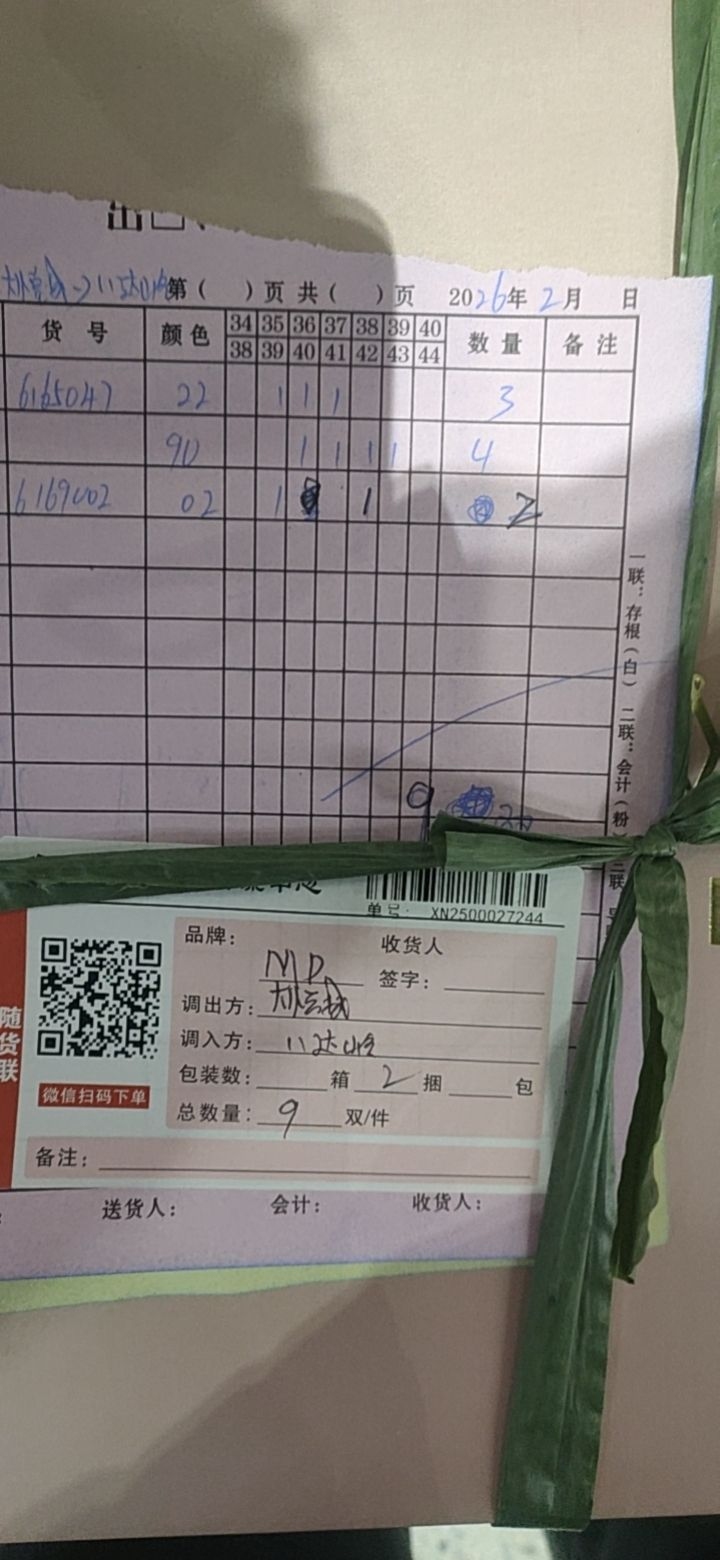 第（ ）页 共（ ）页 2026年 2月 日
货 号 颜 色 34 35 36 37 38 39 40 数 量 备 注
38 39 40 41 42 43 44
6165047 22 1 1 1 3
90 1 1 1 1 4
6169002 02 1 1 2
9
一联：存根（白） 二联：会计（粉）
单号： XN2500027244
随货联
微信扫码下单
品牌： MD 收货人
签字：
调出方：
调入方： 八达岭
包装数： 箱 2 捆 包
总数量： 9 双/件
备注：
送货人： 会计： 收货人：